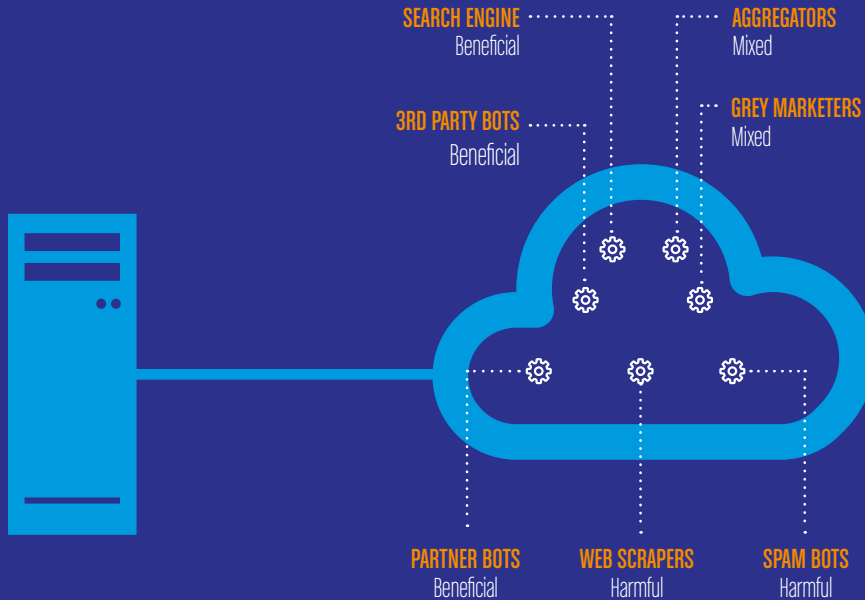 SEARCH ENGINE
Beneficial
AGGREGATORS
Mixed
3RD PARTY BOTS
Beneficial
GREY MARKETERS
Mixed
PARTNER BOTS
Beneficial
WEB SCRAPERS
Harmful
SPAM BOTS
Harmful